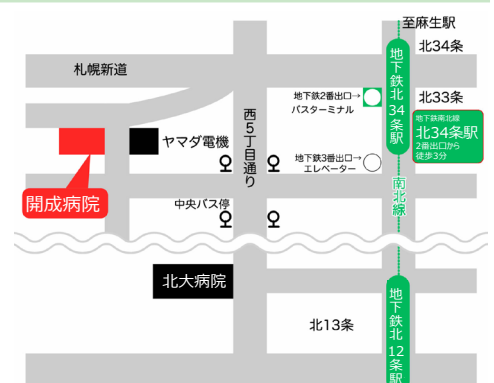 至麻生駅
北34条
札幌新道
地下鉄北34条駅
地下鉄2番出口→
バスターミナル
北33条
地下鉄南北線
北34条駅
2番出口から
徒歩3分
西5丁目通り
ヤマダ電機
地下鉄3番出口→
エレベーター
南北線
開成病院
中央バス停
北大病院
地下鉄北12条駅
北13条